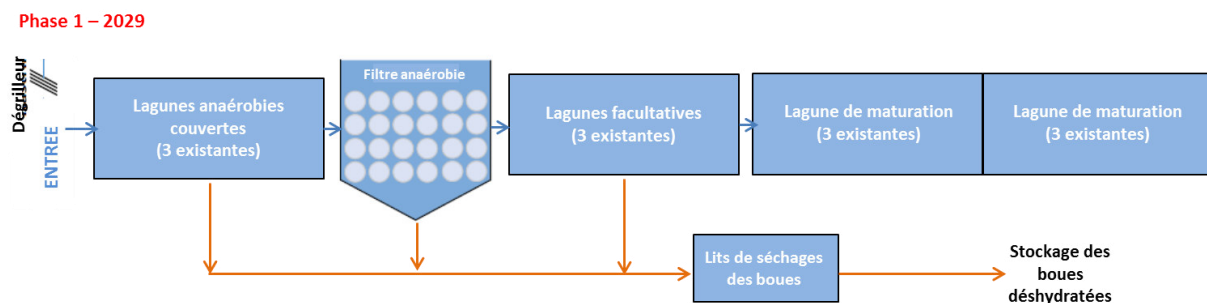 Phase 1 – 2029
Dégrilleur
ENTREE
Lagunes anaérobies
couvertes
(3 existantes)
Filtre anaérobie
Lagunes facultatives
(3 existantes)
Lagune de maturation
(3 existantes)
Lagune de maturation
(3 existantes)
Lits de séchages
des boues
Stockage des
boues
déshydratées